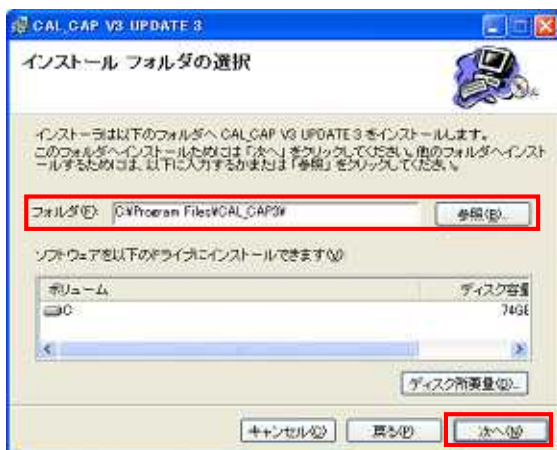 CAL_CAP V3 UPDATE 3
インストール フォルダの選択
インストーラは以下のフォルダへ CAL_CAP V3 UPDATE 3 をインストールします。
このフォルダへインストールするためには「次へ」をクリックしてください。他のフォルダへインスト
ールするためには、以下に入力するかまたは「参照」をクリックしてください。
フォルダ(F): C:¥Program Files¥CAL_CAP3¥ 参照(R)...
ソフトウェアを以下のドライブにインストールできます(V)
ボリューム ディスク容量
C 74GB
ディスク所要量(D)...
キャンセル(C) 戻る(P) 次へ(N)